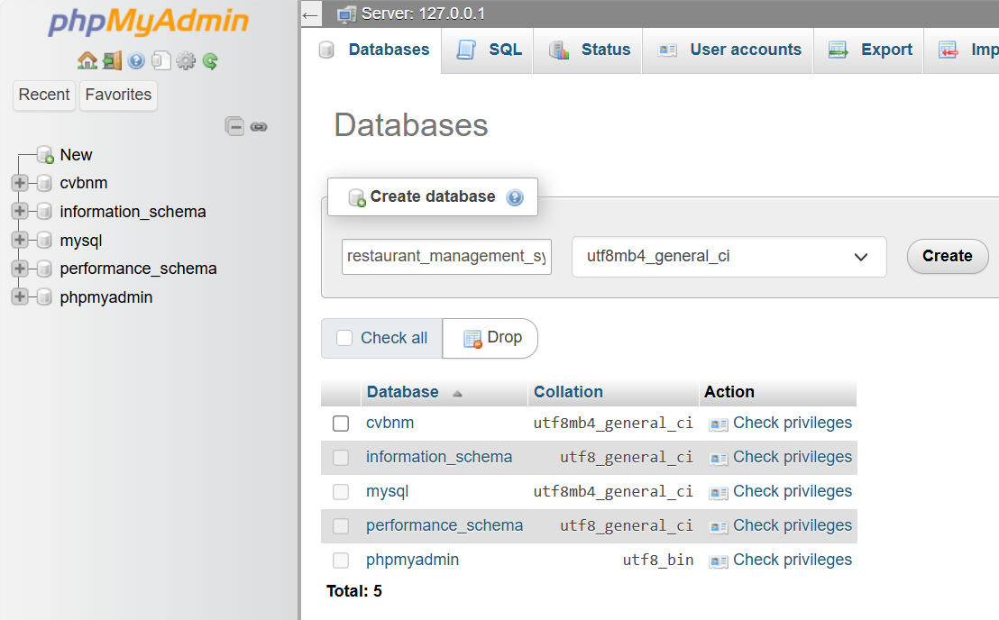 phpMyAdmin
Recent Favorites
New
cvbnm
information_schema
mysql
performance_schema
phpmyadmin
← Server: 127.0.0.1
Databases SQL Status User accounts Export Imp
Databases
Create database
restaurant_management_sy utf8mb4_general_ci Create
Check all Drop
Database Collation Action
cvbnm utf8mb4_general_ci Check privileges
information_schema utf8_general_ci Check privileges
mysql utf8mb4_general_ci Check privileges
performance_schema utf8_general_ci Check privileges
phpmyadmin utf8_bin Check privileges
Total: 5